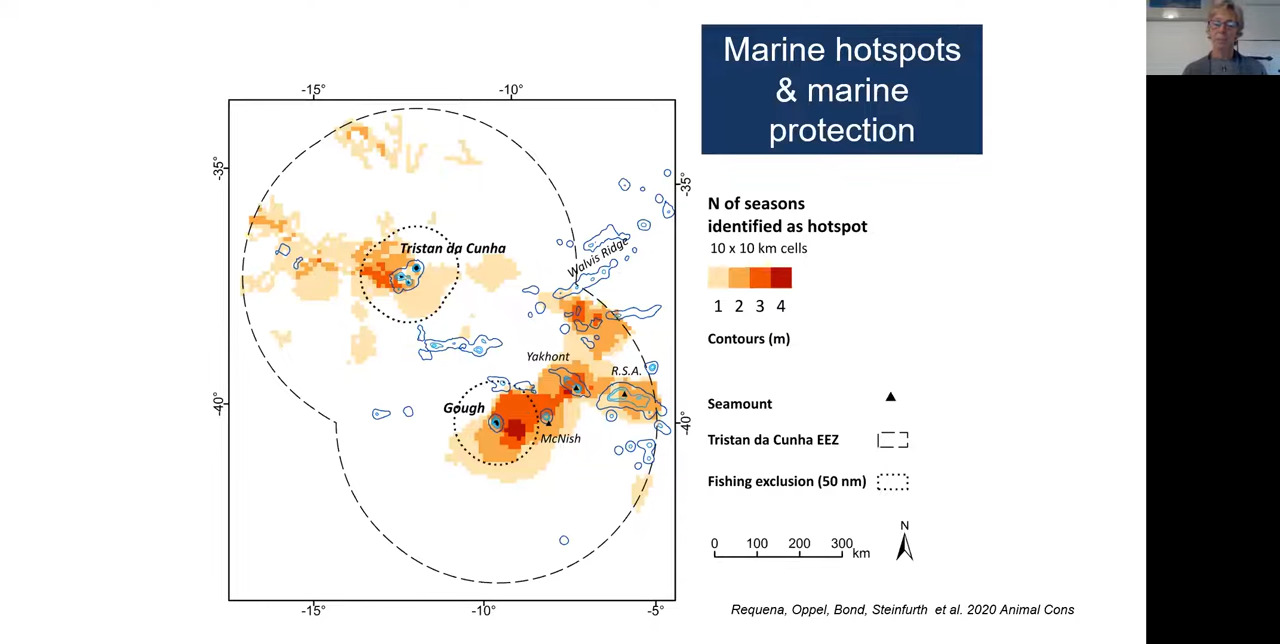 Marine hotspots
& marine
protection
-15°
-10°
-35°
-35°
Tristan da Cunha
Walvis Ridge
Yakhont
R.S.A.
-40°
Gough
-40°
McNish
-15°
-10°
-5°
N of seasons
identified as hotspot
10 x 10 km cells
1 2 3 4
Contours (m)
Seamount
Tristan da Cunha EEZ
Fishing exclusion (50 nm)
N
0 100 200 300
km
Requena, Oppel, Bond, Steinfurth et al. 2020 Animal Cons